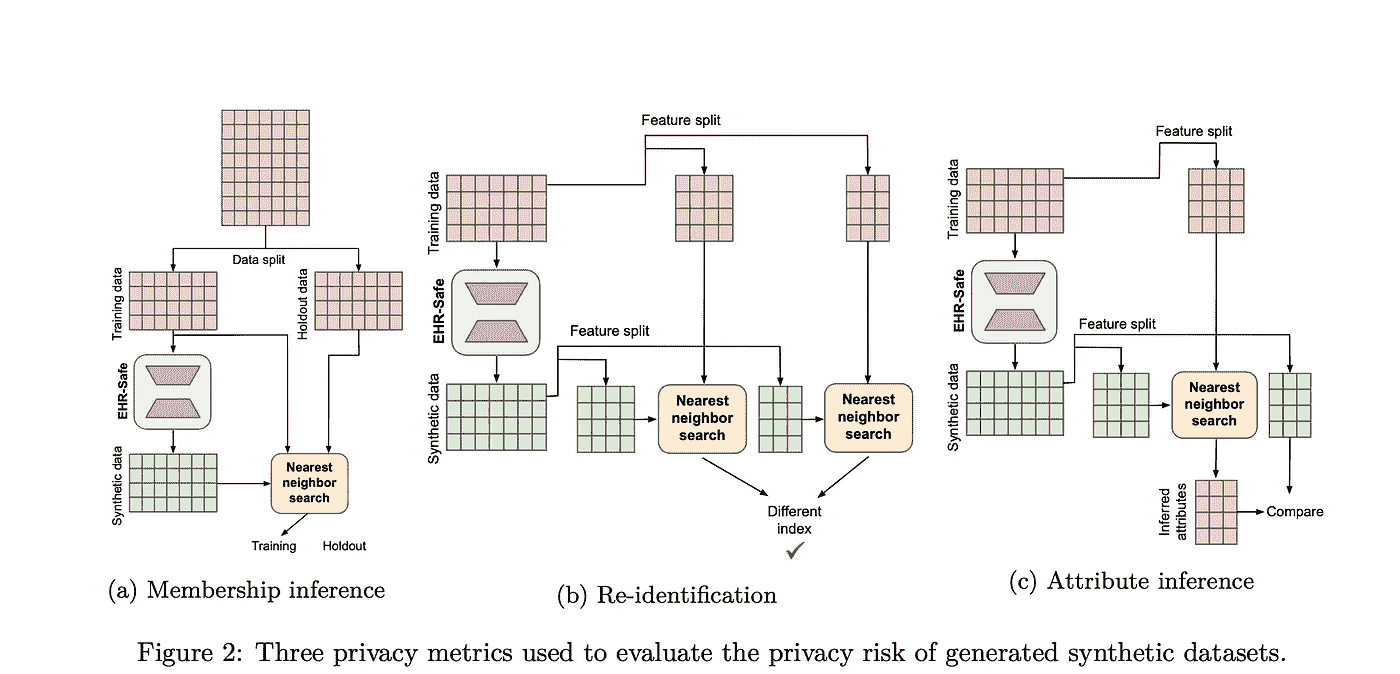 Data split
Training data
Holdout data
EHR-Safe
Synthetic data
Nearest
neighbor
search
Training
Holdout
(a) Membership inference
Feature split
Training data
EHR-Safe
Feature split
Synthetic data
Nearest
neighbor
search
Nearest
neighbor
search
Different
index
(b) Re-identification
Feature split
Training data
EHR-Safe
Feature split
Synthetic data
Nearest
neighbor
search
Inferred
attributes
Compare
(c) Attribute inference
Figure 2: Three privacy metrics used to evaluate the privacy risk of generated synthetic datasets.